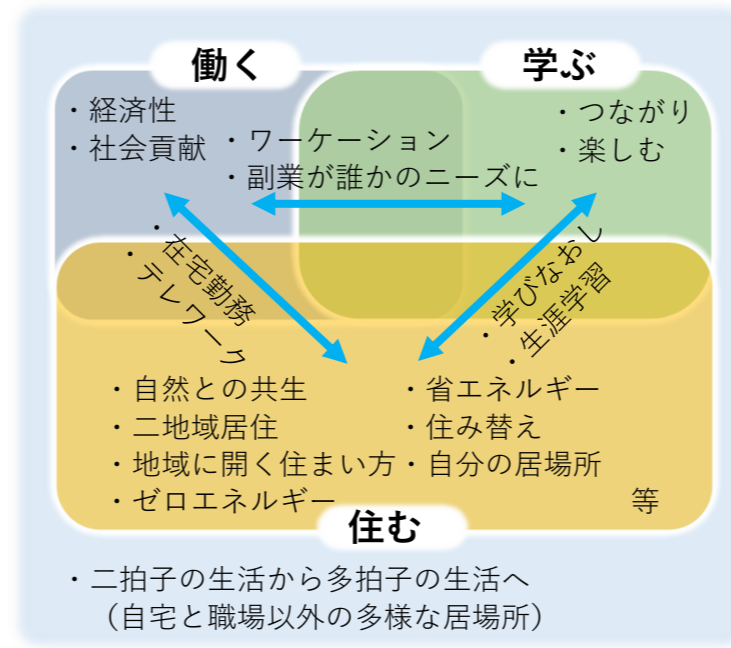 働く
学ぶ
・経済性
・社会貢献
・つながり
・楽しむ
・ワーケーション
・副業が誰かのニーズに
・在宅勤務
・テレワーク
・学びなおし
・生涯学習
・自然との共生
・二地域居住
・地域に開く住まい方
・ゼロエネルギー
・省エネルギー
・住み替え
・自分の居場所
等
住む
・二拍子の生活から多拍子の生活へ
（自宅と職場以外の多様な居場所）